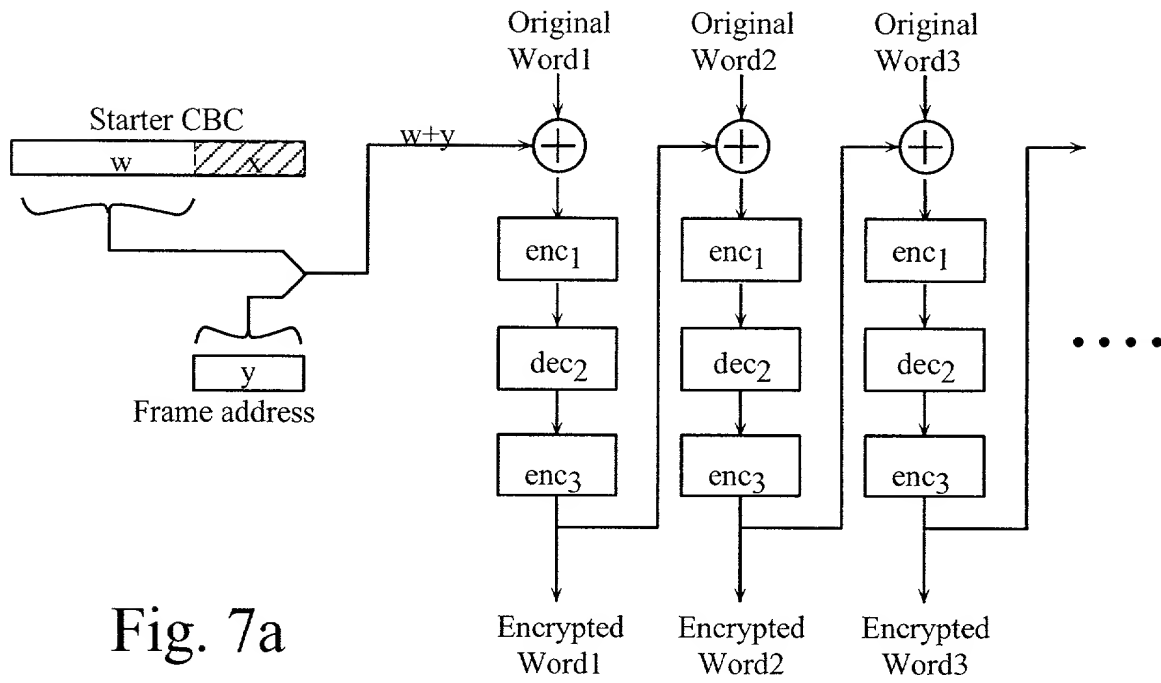 Original Word1
Original Word2
Original Word3
Starter CBC
w
x
w+y
enc1
enc1
enc1
dec2
dec2
dec2
y
Frame address
enc3
enc3
enc3
Fig. 7a
Encrypted Word1
Encrypted Word2
Encrypted Word3